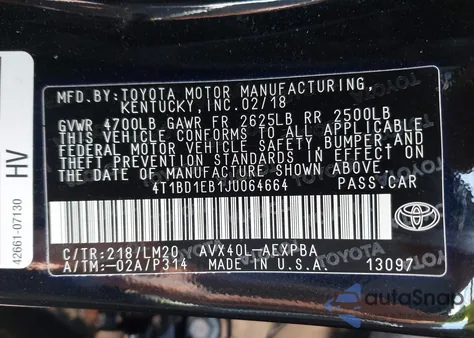 MFD.BY:TOYOTA MOTOR MANUFACTURING,
KENTUCKY, INC.02/18
GVWR 4700LB GAWR FR 2625LB RR 2500LB
THIS VEHICLE CONFORMS TO ALL APPLICABLE
FEDERAL MOTOR VEHICLE SAFETY, BUMPER, AND
THEFT PREVENTION STANDARDS IN EFFECT ON
THE DATE OF MANUFACTURE SHOWN ABOVE.
4T1BD1EB1JU064664 PASS.CAR
TOYOTA
C/TR:218/LM20 AVX40L-AEXPBA
A/TM:-02A/P314 MADE IN U.S.A. 13097
HV
42661-07130
autoSnap